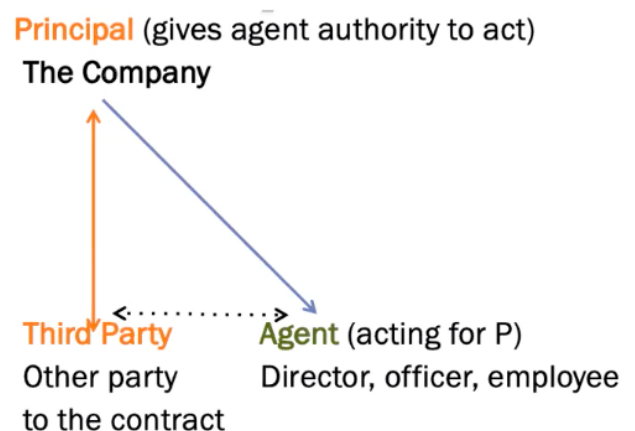 Principal (gives agent authority to act)
The Company
Third Party
Agent (acting for P)
Other party
to the contract
Director, officer, employee